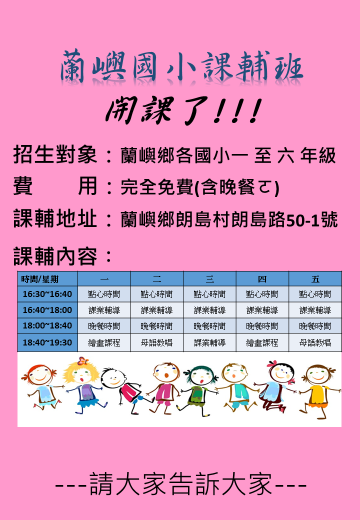 蘭嶼國小課輔班
開課了!!!
招生對象：蘭嶼鄉各國小一 至 六 年級
費　　用：完全免費(含晚餐ㄛ)
課輔地址：蘭嶼鄉朗島村朗島路50-1號
課輔內容：
時間/星期 一 二 三 四 五
16:30~16:40 點心時間 點心時間 點心時間 點心時間 點心時間
16:40~18:00 課業輔導 課業輔導 課業輔導 課業輔導 課業輔導
18:00~18:40 晚餐時間 晚餐時間 晚餐時間 晚餐時間 晚餐時間
18:40~19:30 繪畫課程 母語教唱 課業輔導 繪畫課程 母語教唱
---請大家告訴大家---